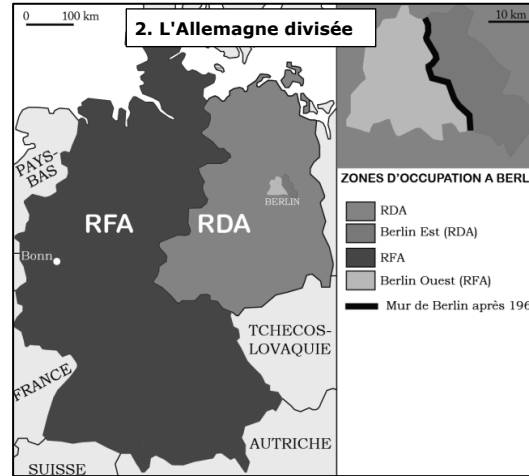 0 100 km
2. L'Allemagne divisée
10 km
PAYS-
BAS
RFA
RDA
BERLIN
Bonn
TCHECOS-
LOVAQUIE
FRANCE
AUTRICHE
SUISSE
ZONES D'OCCUPATION A BERL
RDA
Berlin Est (RDA)
RFA
Berlin Ouest (RFA)
Mur de Berlin après 196